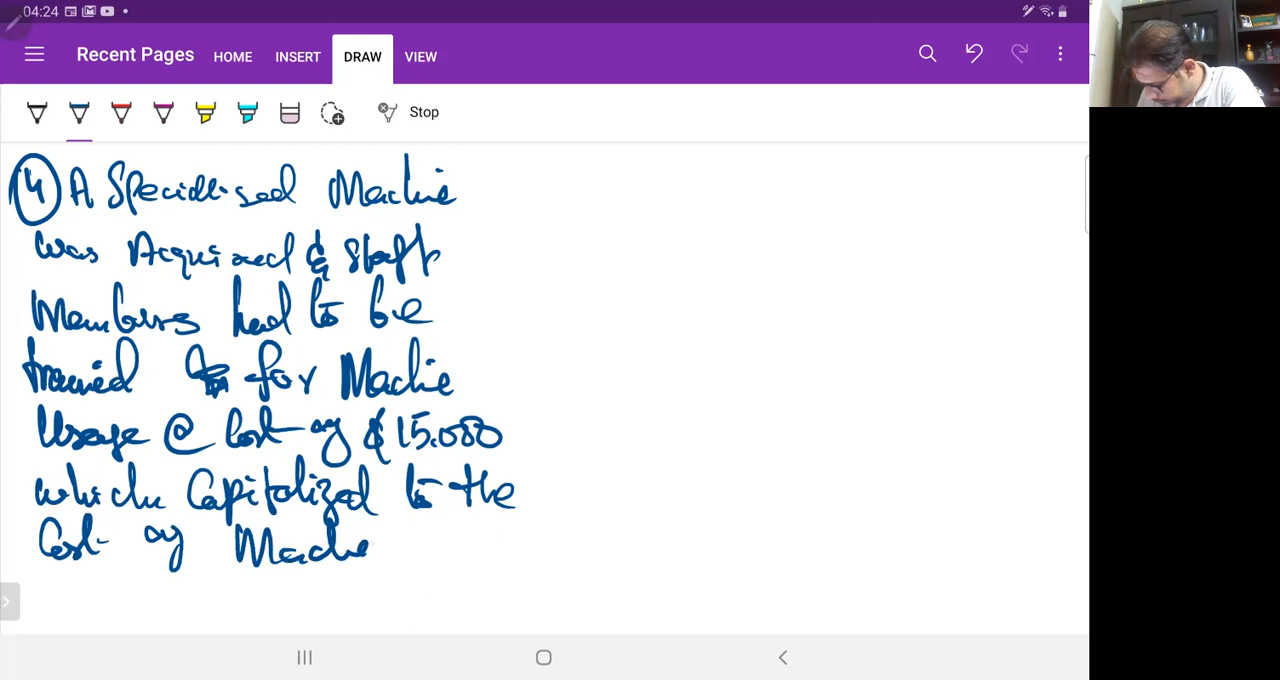 04:24
Recent Pages HOME INSERT DRAW VIEW
Stop
4 A Specialised Machine
was Acquired & Staff
Members had to be
trained for Machine
Usage @ Cost of $15,000
which Capitalized to the
Cost of Machine